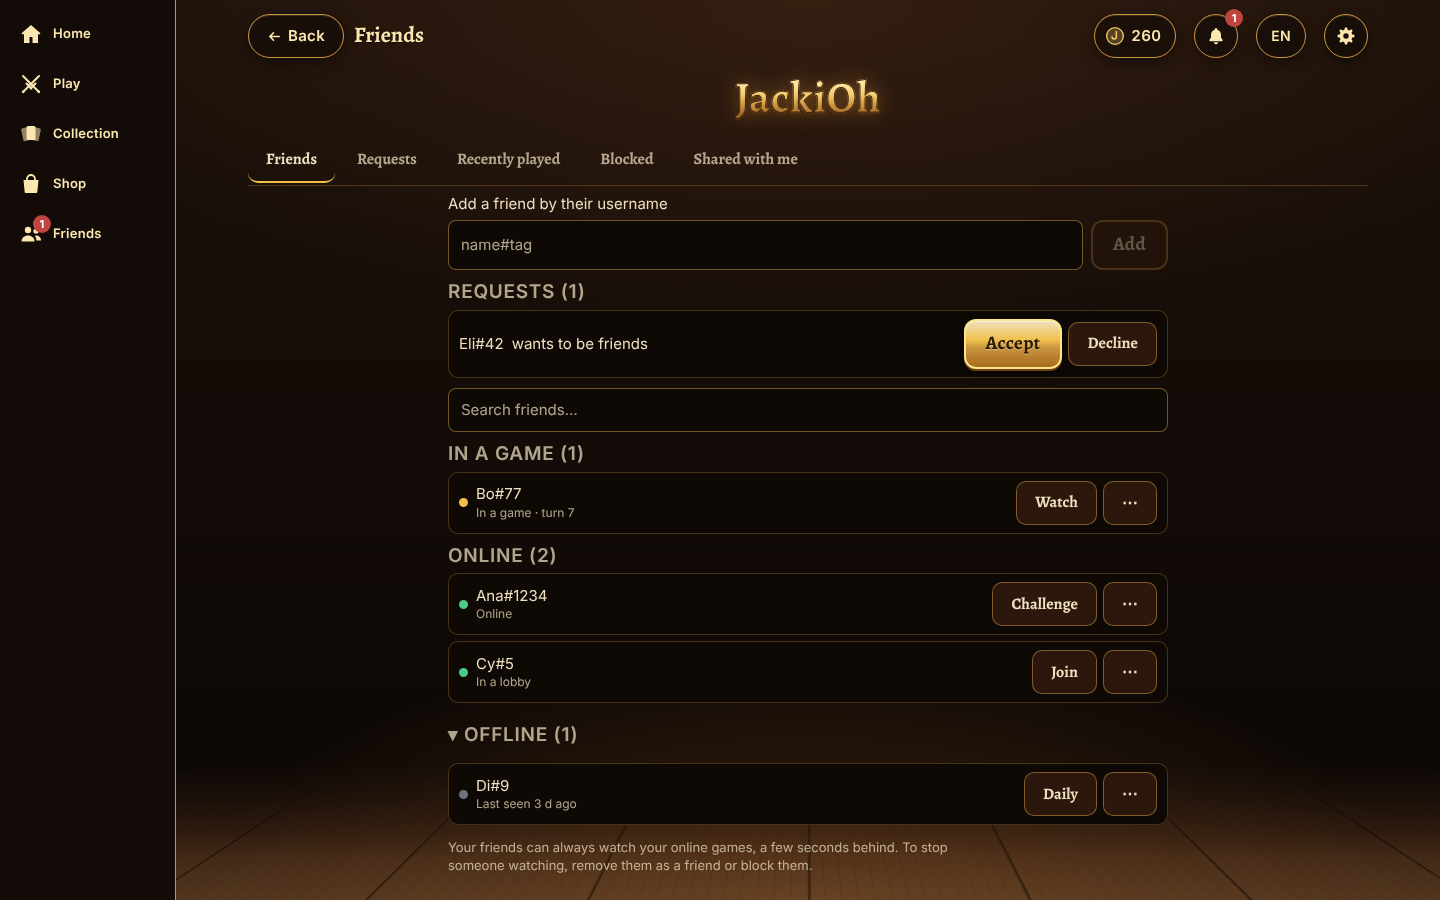 Home
Play
Collection
Shop
1
Friends
← Back
Friends
J 260
1
EN
JackiOh
Friends
Requests
Recently played
Blocked
Shared with me
Add a friend by their username
name#tag
Add
REQUESTS (1)
Eli#42 wants to be friends
Accept
Decline
Search friends...
IN A GAME (1)
Bo#77
In a game · turn 7
Watch
···
ONLINE (2)
Ana#1234
Online
Challenge
···
Cy#5
In a lobby
Join
···
▼ OFFLINE (1)
Di#9
Last seen 3 d ago
Daily
···
Your friends can always watch your online games, a few seconds behind. To stop
someone watching, remove them as a friend or block them.